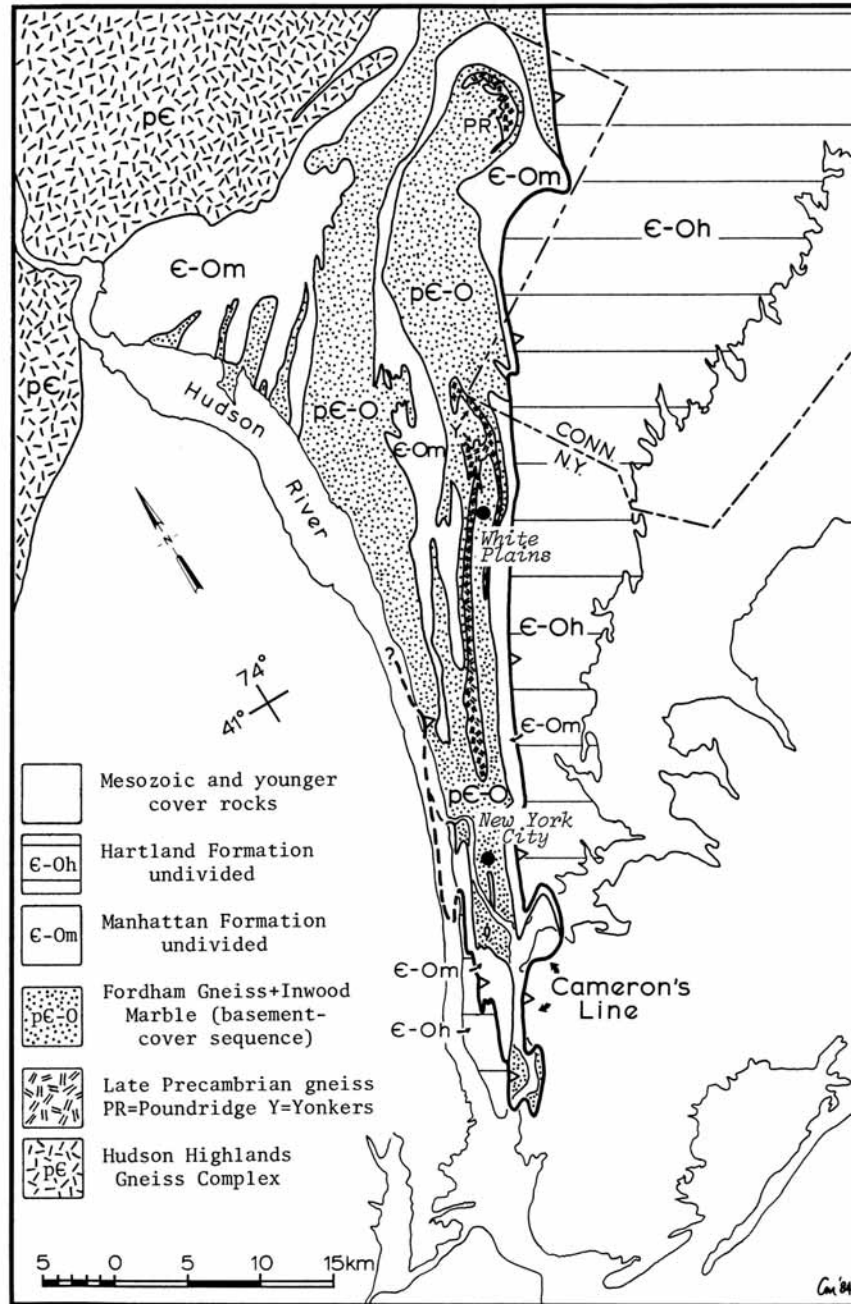 pЄ
PR
Є-Om
Є-Om
Є-Oh
pЄ-O
pЄ
pЄ-O
Hudson
River
Є-Om
Y
CONN.
N.Y.
White
Plains
N
Є-Oh
?
74°
41°
Є-Om
pЄ-O
New York
City
Є-Om
Cameron's
Line
Є-Oh
Mesozoic and younger
cover rocks
Є-Oh
Hartland Formation
undivided
Є-Om
Manhattan Formation
undivided
pЄ-O
Fordham Gneiss+Inwood
Marble (basement-
cover sequence)
Late Precambrian gneiss
PR=Poundridge Y=Yonkers
pЄ
Hudson Highlands
Gneiss Complex
5 0 5 10 15km